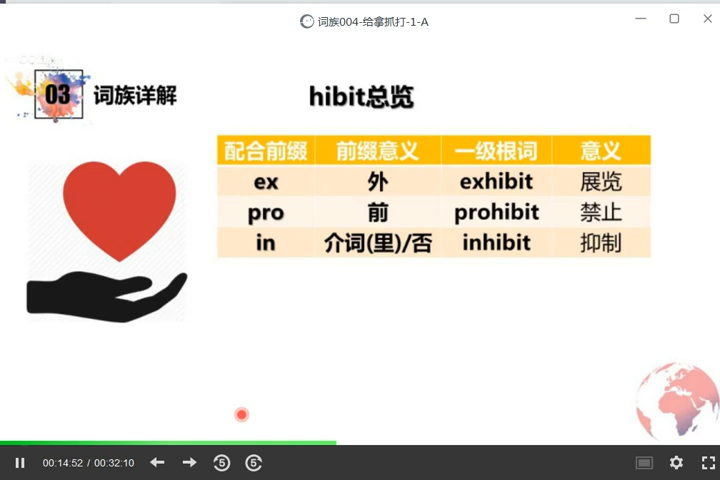 词族004-给拿抓打-1-A
03 词族详解
hibit总览
配合前缀 前缀意义 一级根词 意义
ex 外 exhibit 展览
pro 前 prohibit 禁止
in 介词(里)/否 inhibit 抑制
00:14:52 / 00:32:10 5 5